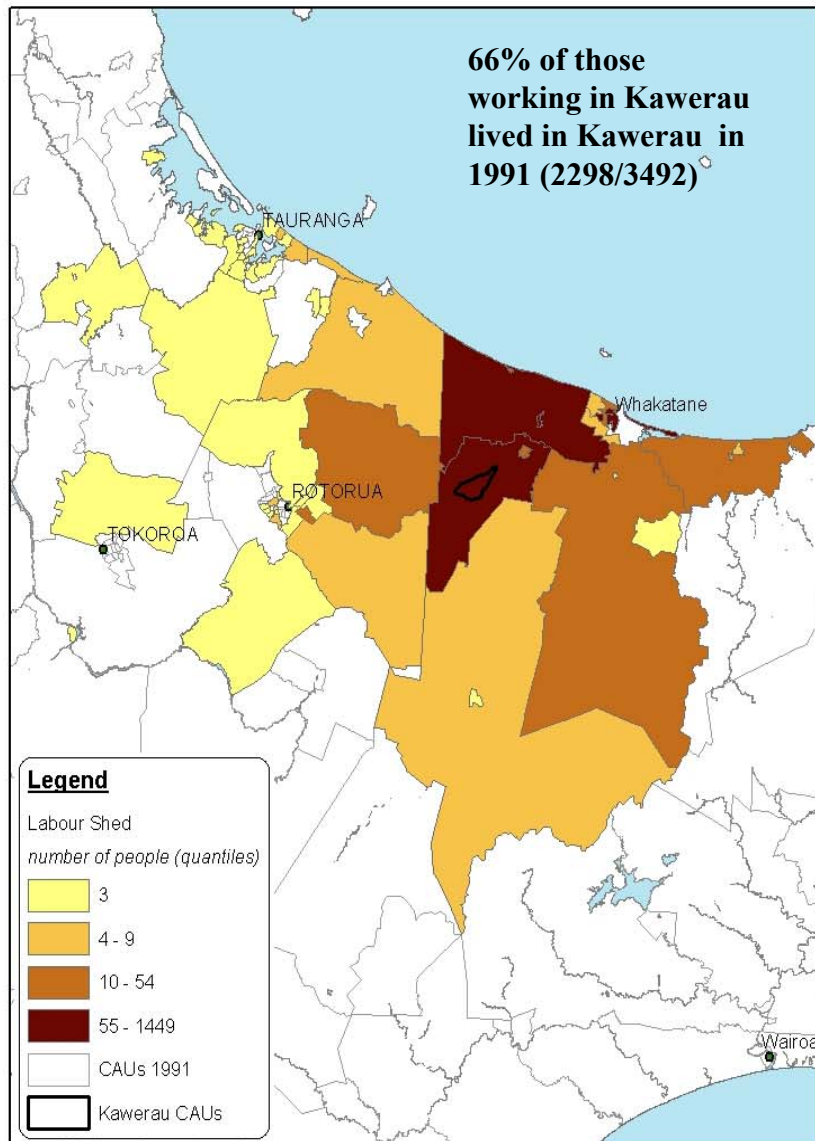 66% of those
working in Kawerau
lived in Kawerau in
1991 (2298/3492)
TAURANGA
Whakatane
ROTORUA
TOKOROA
Wairoa
Legend
Labour Shed
number of people (quantiles)
3
4 - 9
10 - 54
55 - 1449
CAUs 1991
Kawerau CAUs